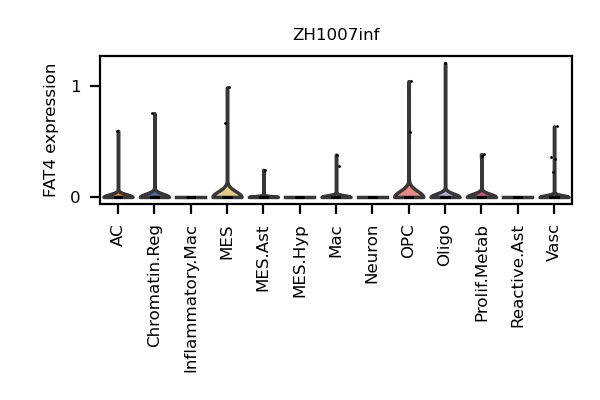 ZH1007inf
FAT4 expression
1
0
AC
Chromatin.Reg
Inflammatory.Mac
MES
MES.Ast
MES.Hyp
Mac
Neuron
OPC
Oligo
Prolif.Metab
Reactive.Ast
Vasc